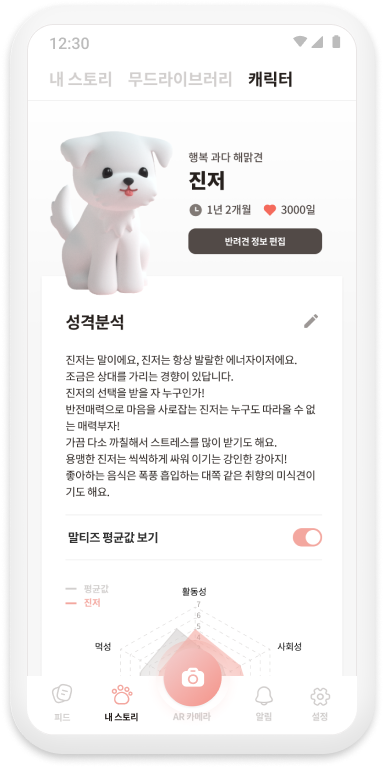 12:30
내 스토리 무드라이브러리 캐릭터
행복 과다 해맑견
진저
1년 2개월 3000일
반려견 정보 편집
성격분석
진저는 말이에요, 진저는 항상 발랄한 에너자이저에요.
조금은 상대를 가리는 경향이 있답니다.
진저의 선택을 받을 자 누구인가!
반전매력으로 마음을 사로잡는 진저는 누구도 따라올 수 없
는 매력부자!
가끔 다소 까칠해서 스트레스를 많이 받기도 해요.
용맹한 진저는 씩씩하게 싸워 이기는 강인한 강아지!
좋아하는 음식은 폭풍 흡입하는 대쪽 같은 취향의 미식견이
기도 해요.
말티즈 평균값 보기
평균값
진저
활동성
7
6
5
4
먹성 사회성
피드 내 스토리 AR 카메라 알림 설정